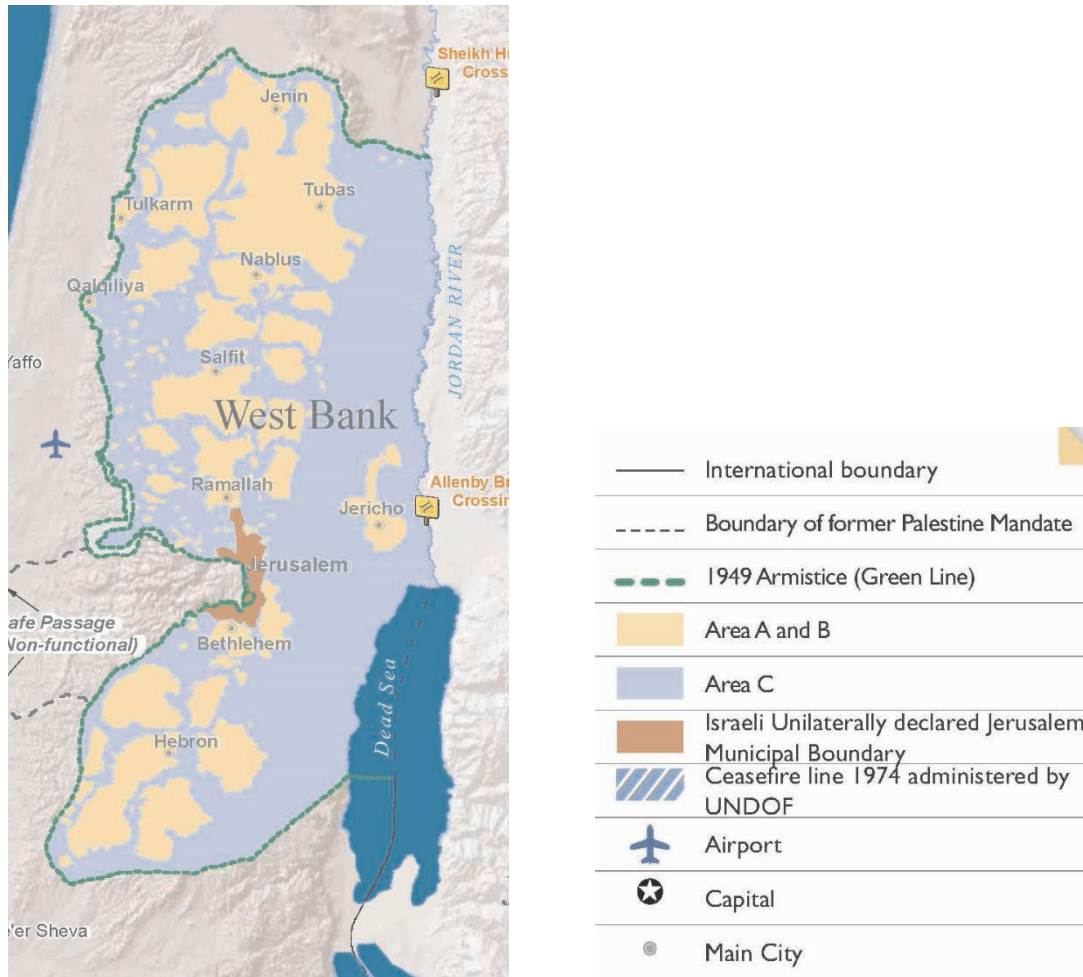 Sheikh Hu
Cross
Jenin
Tubas
Tulkarm
Nablus
Qalqiliya
JORDAN RIVER
Yaffo
Salfit
West Bank
Ramallah
Allenby Br
Crossin
Jericho
Jerusalem
afe Passage
Non-functional)
Bethlehem
Dead Sea
Hebron
'er Sheva
International boundary
Boundary of former Palestine Mandate
1949 Armistice (Green Line)
Area A and B
Area C
Israeli Unilaterally declared Jerusalem
Municipal Boundary
Ceasefire line 1974 administered by
UNDOF
Airport
Capital
Main City